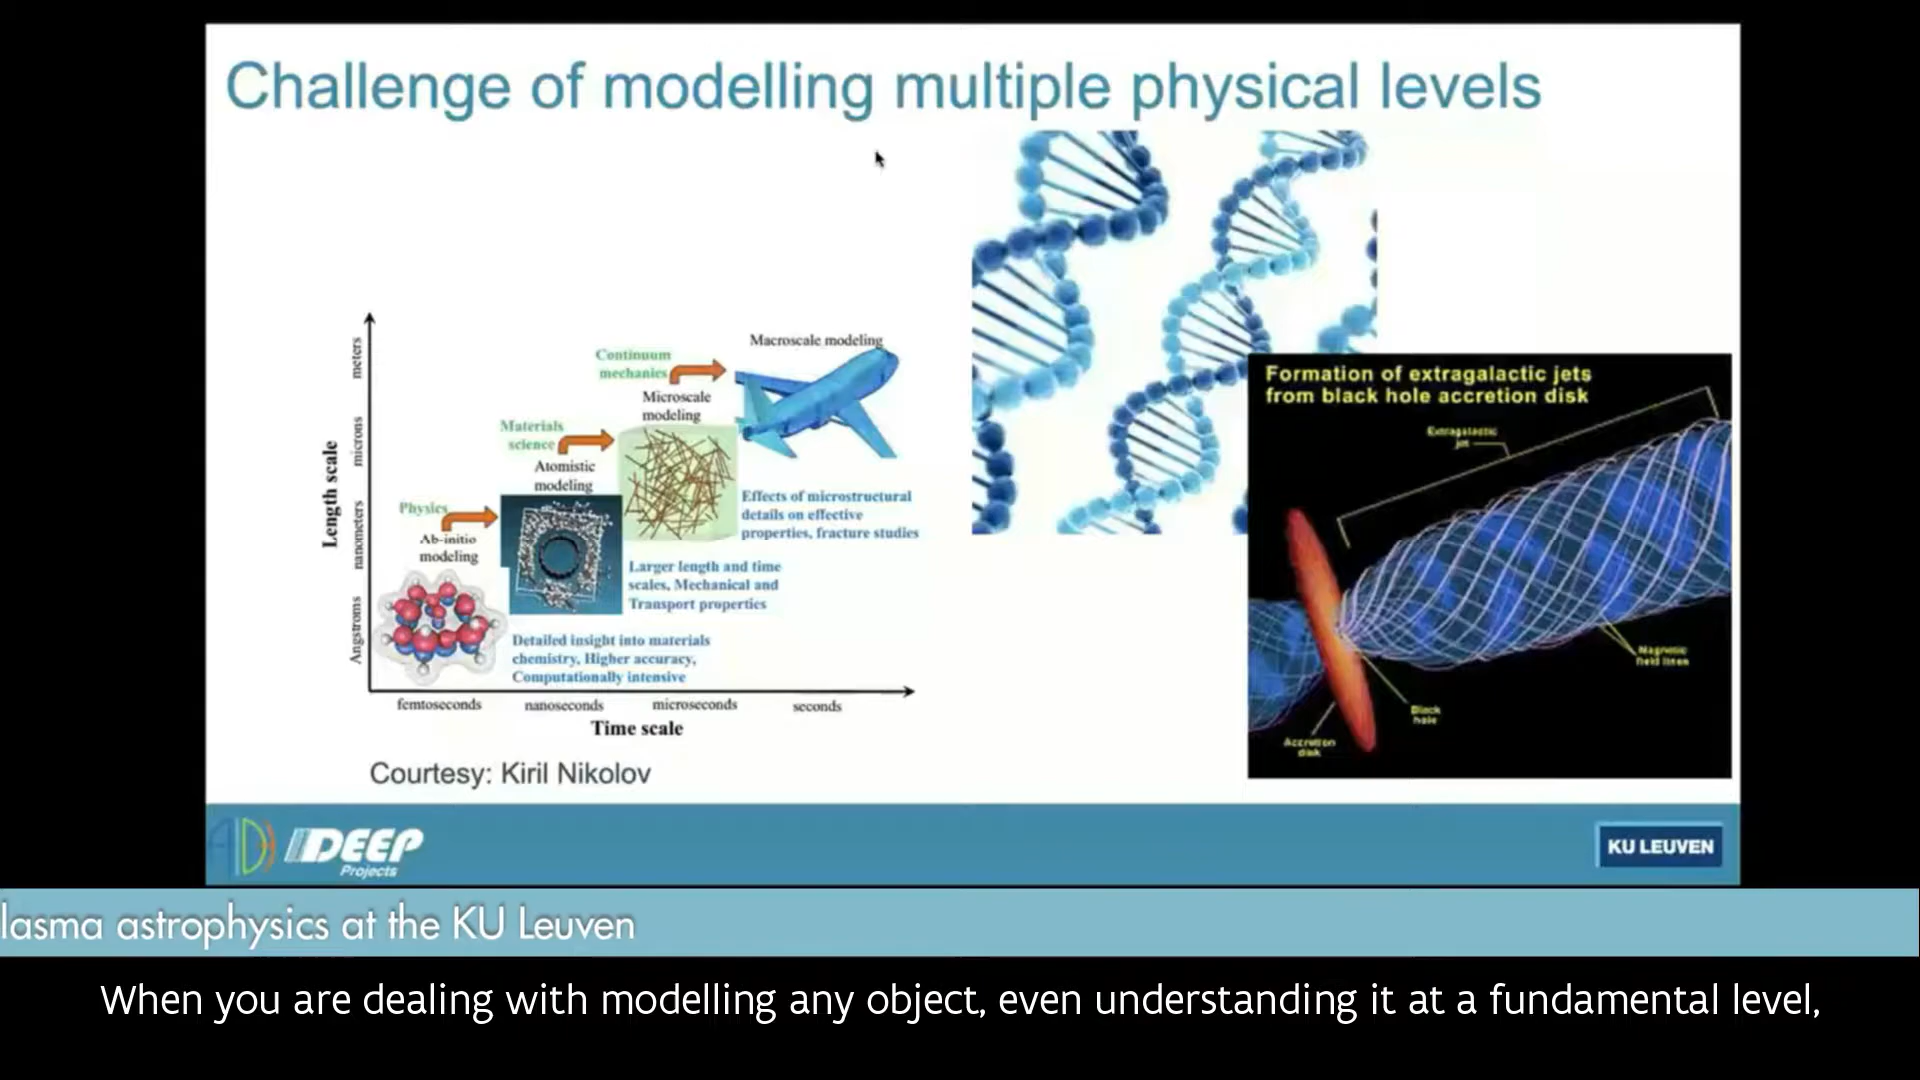 Challenge of modelling multiple physical levels
Length scale
meters
microns
nanometers
Angstroms
Macroscale modeling
Continuum
mechanics
Microscale
modeling
Materials
science
Atomistic
modeling
Physics
Ab-initio
modeling
Effects of microstructural
details on effective
properties, fracture studies
Larger length and time
scales, Mechanical and
Transport properties
Detailed insight into materials
chemistry, Higher accuracy,
Computationally intensive
femtoseconds
nanoseconds
microseconds
seconds
Time scale
Courtesy: Kiril Nikolov
Formation of extragalactic jets
from black hole accretion disk
Extragalactic
jet
Magnetic
field lines
Black
hole
Accretion
disk
DEEP
Projects
KU LEUVEN
lasma astrophysics at the KU Leuven
When you are dealing with modelling any object, even understanding it at a fundamental level,